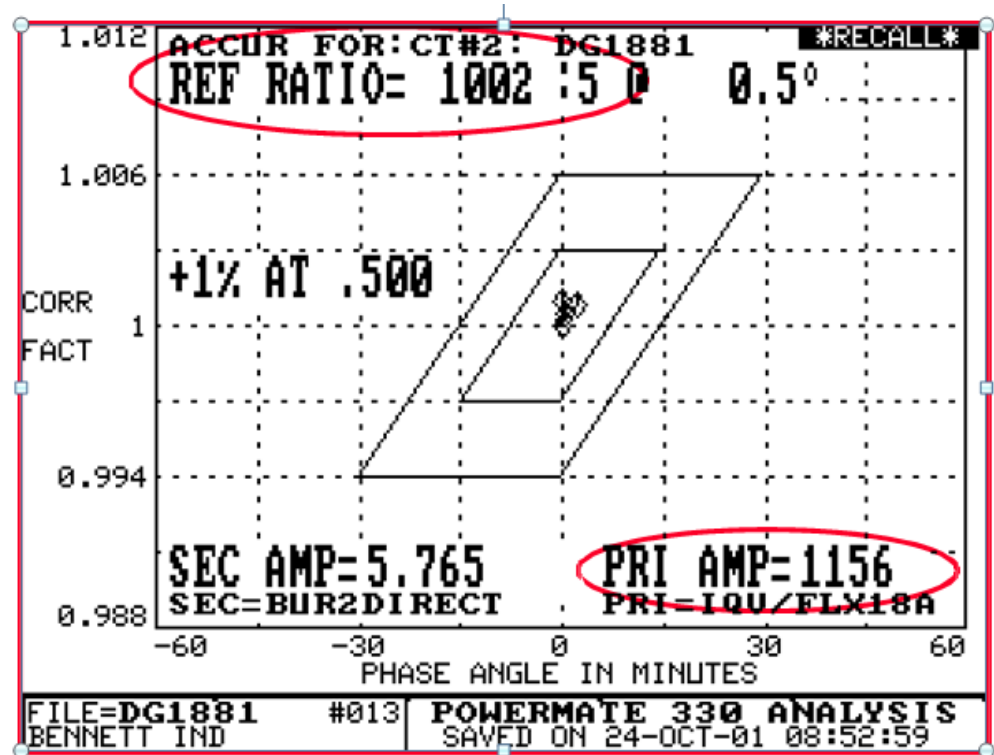 1.012
ACCUR FOR:CT#2: DG1881
*RECALL*
REF RATIO= 1002 :5 @ 0.5°
1.006
+1% AT .500
CORR
1
FACT
0.994
SEC AMP=5.765
PRI AMP=1156
SEC=BUR2DIRECT
PRI=IQV/FLX18A
0.988
-60 -30 0 30 60
PHASE ANGLE IN MINUTES
FILE=DG1881 #013
POWERMATE 330 ANALYSIS
BENNETT IND
SAVED ON 24-OCT-01 08:52:59